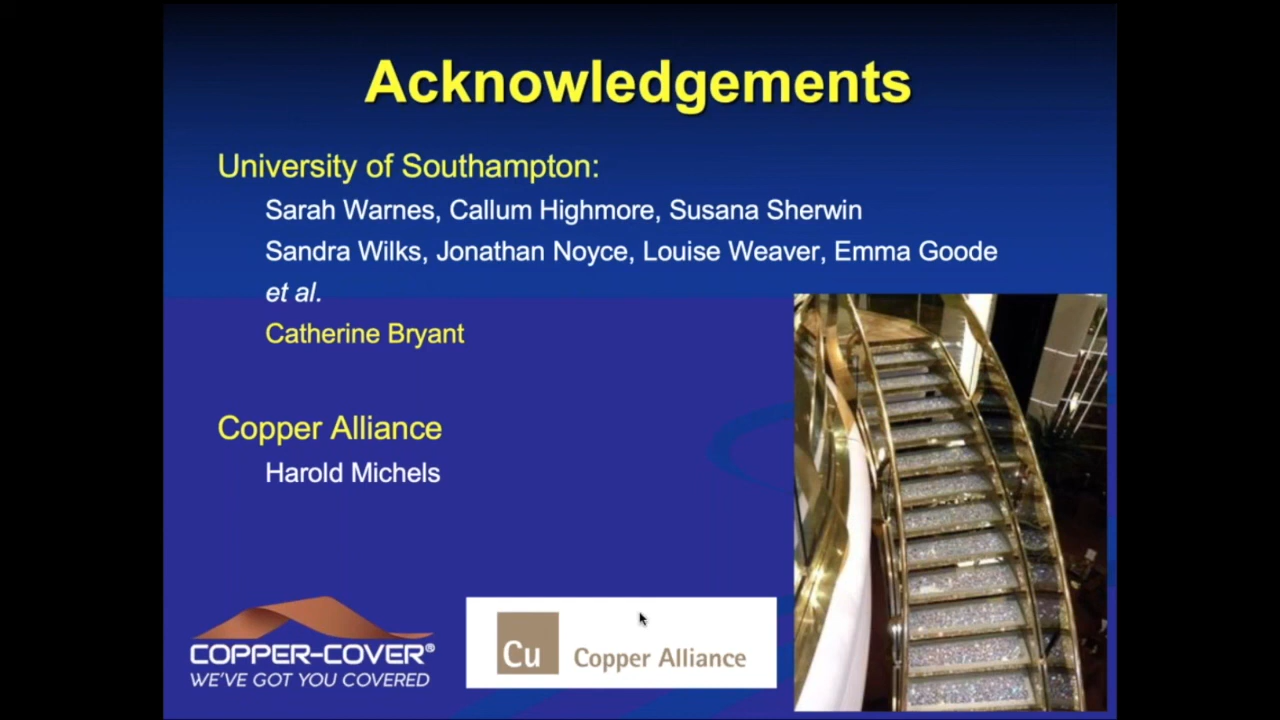 Acknowledgements
University of Southampton:
Sarah Warnes, Callum Highmore, Susana Sherwin
Sandra Wilks, Jonathan Noyce, Louise Weaver, Emma Goode
et al.
Catherine Bryant
Copper Alliance
Harold Michels
COPPER-COVER®
WE'VE GOT YOU COVERED
Cu Copper Alliance